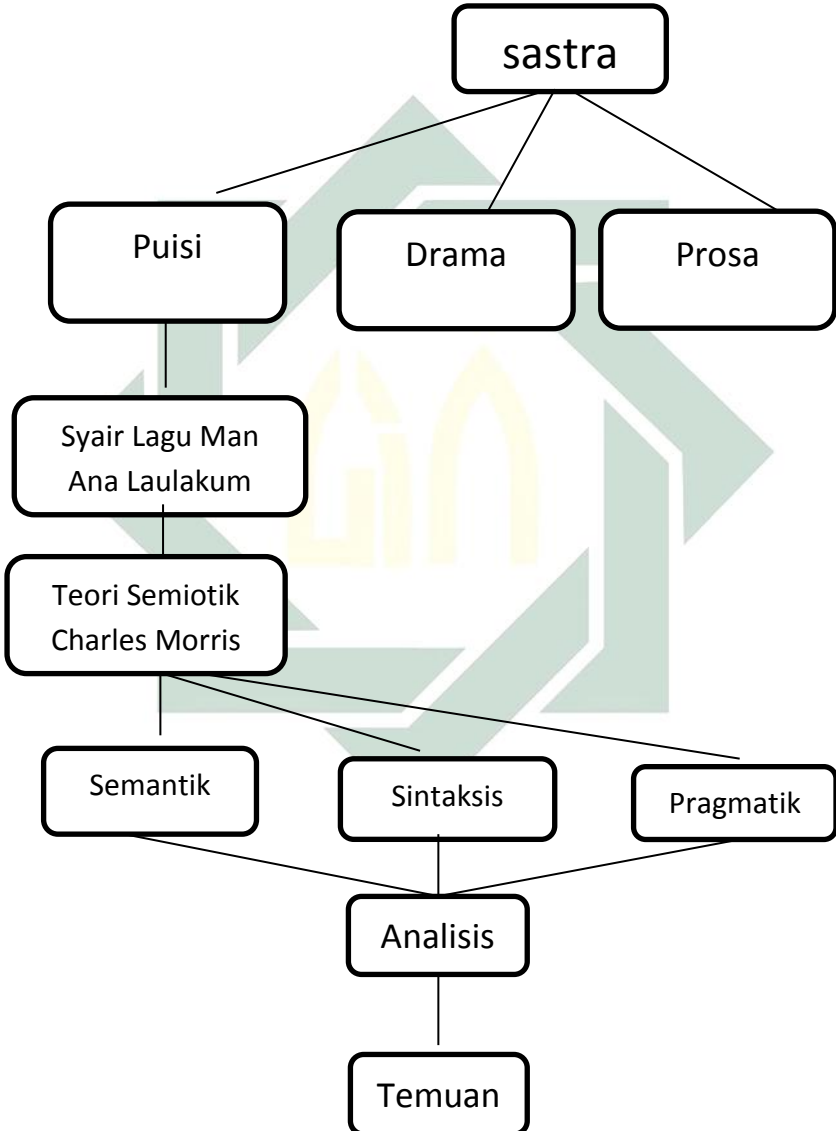 sastra
Puisi
Drama
Prosa
Syair Lagu Man
Ana Laulakum
Teori Semiotik
Charles Morris
Semantik
Sintaksis
Pragmatik
Analisis
Temuan